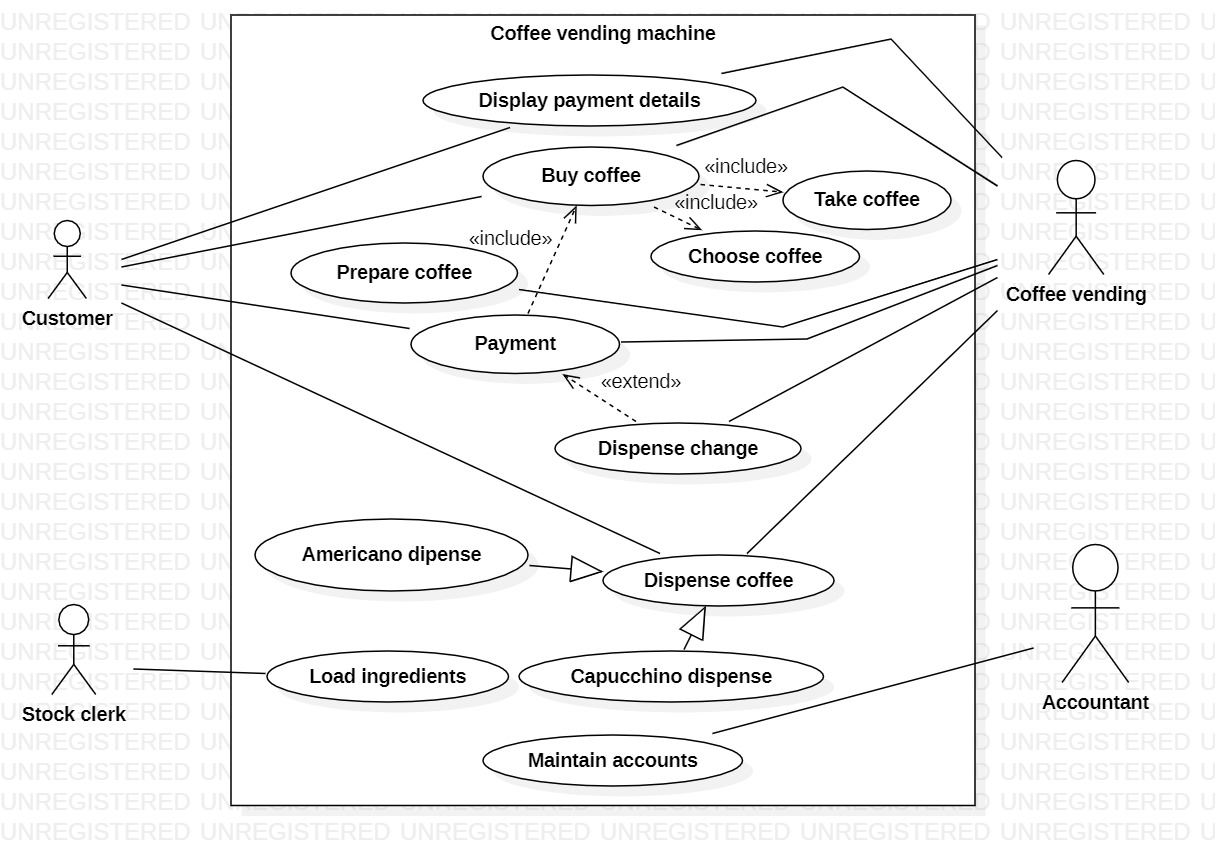 Coffee vending machine
Display payment details
Buy coffee
«include»
Take coffee
«include»
Choose coffee
«include»
Prepare coffee
Customer
Coffee vending
Payment
«extend»
Dispense change
Americano dipense
Dispense coffee
Load ingredients
Capucchino dispense
Stock clerk
Accountant
Maintain accounts
UNREGISTERED